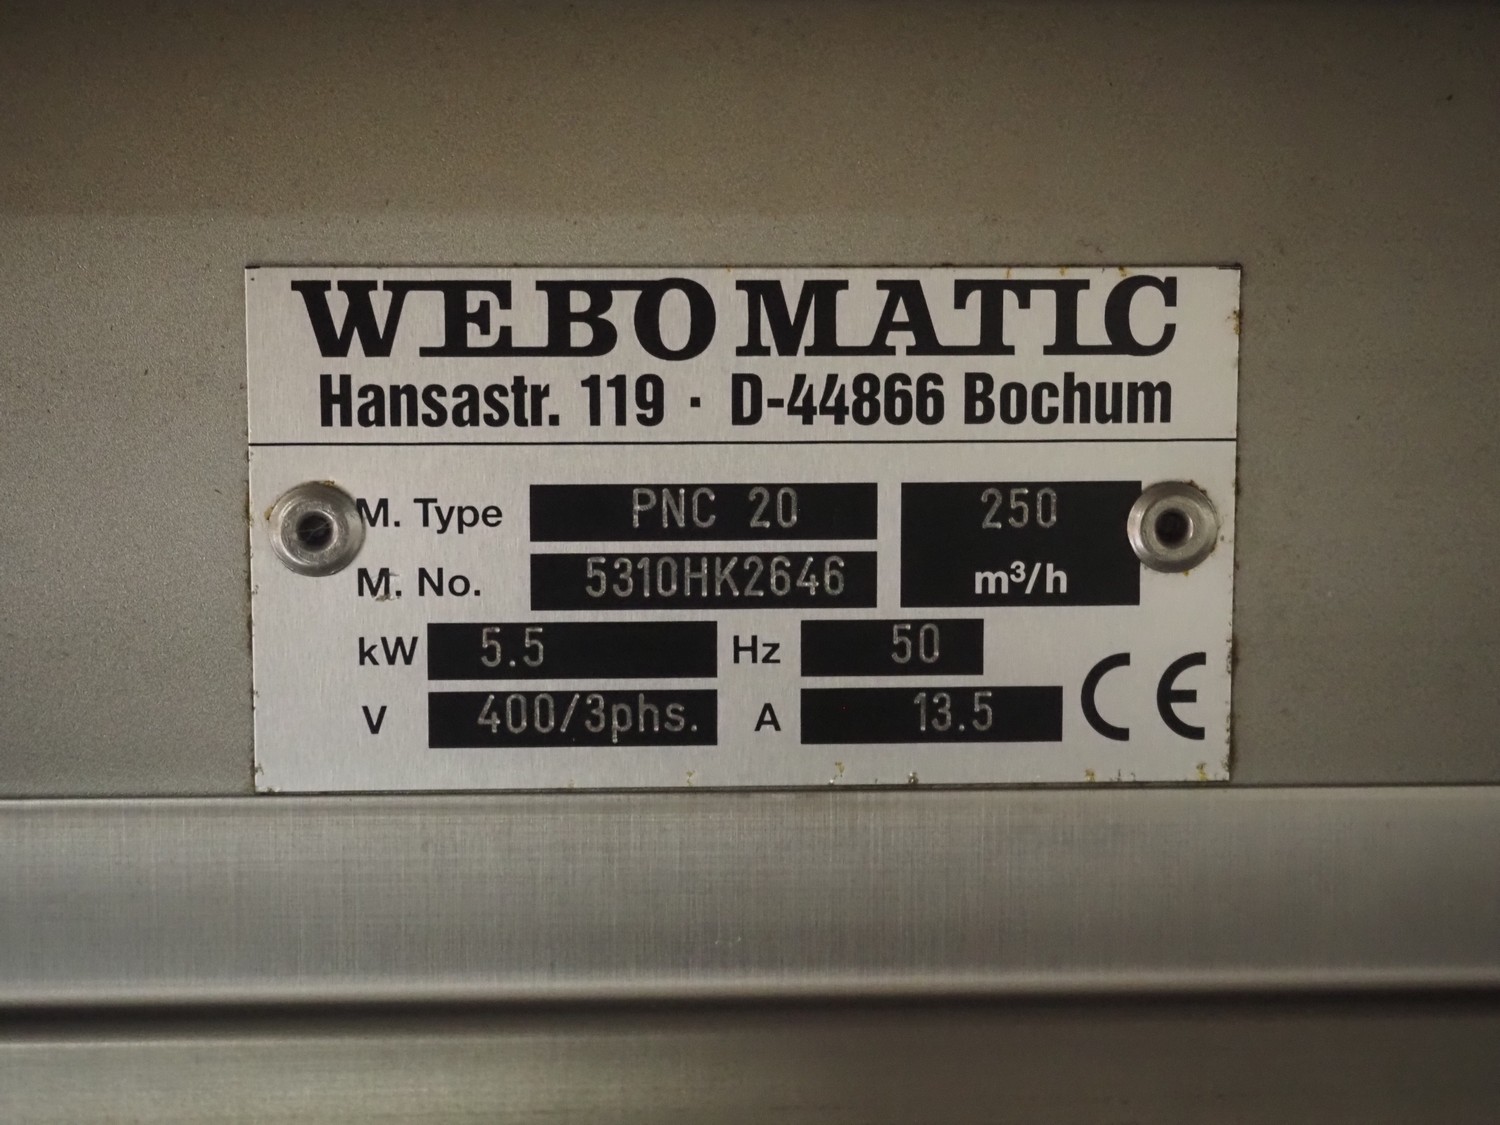 WEBOMATIC
Hansastr. 119 · D-44866 Bochum
M. Type PNC 20 250
M. No. 5310HK2646 m³/h
kW 5.5 Hz 50
V 400/3phs. A 13.5 CE